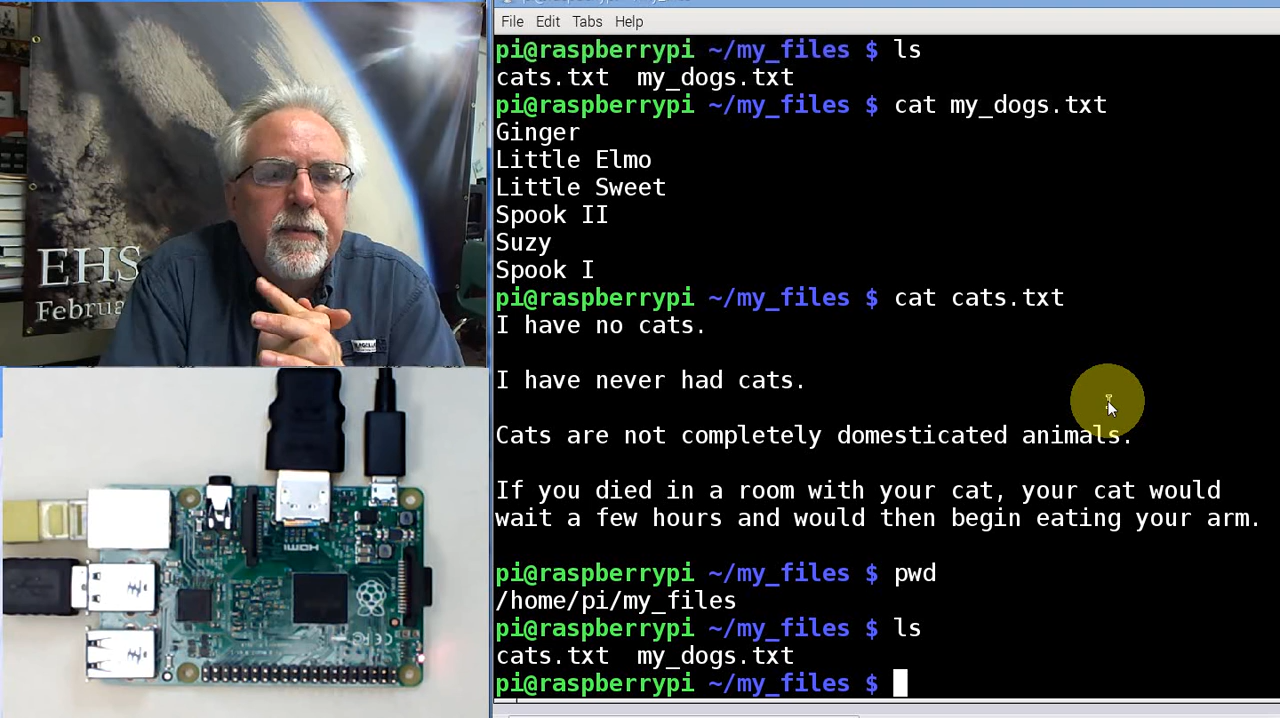 EHS
Februa
HDMI
File Edit Tabs Help
pi@raspberrypi ~/my_files $ ls
cats.txt  my_dogs.txt
pi@raspberrypi ~/my_files $ cat my_dogs.txt
Ginger
Little Elmo
Little Sweet
Spook II
Suzy
Spook I
pi@raspberrypi ~/my_files $ cat cats.txt
I have no cats.
I have never had cats.
Cats are not completely domesticated animals.
If you died in a room with your cat, your cat would
wait a few hours and would then begin eating your arm.
pi@raspberrypi ~/my_files $ pwd
/home/pi/my_files
pi@raspberrypi ~/my_files $ ls
cats.txt  my_dogs.txt
pi@raspberrypi ~/my_files $